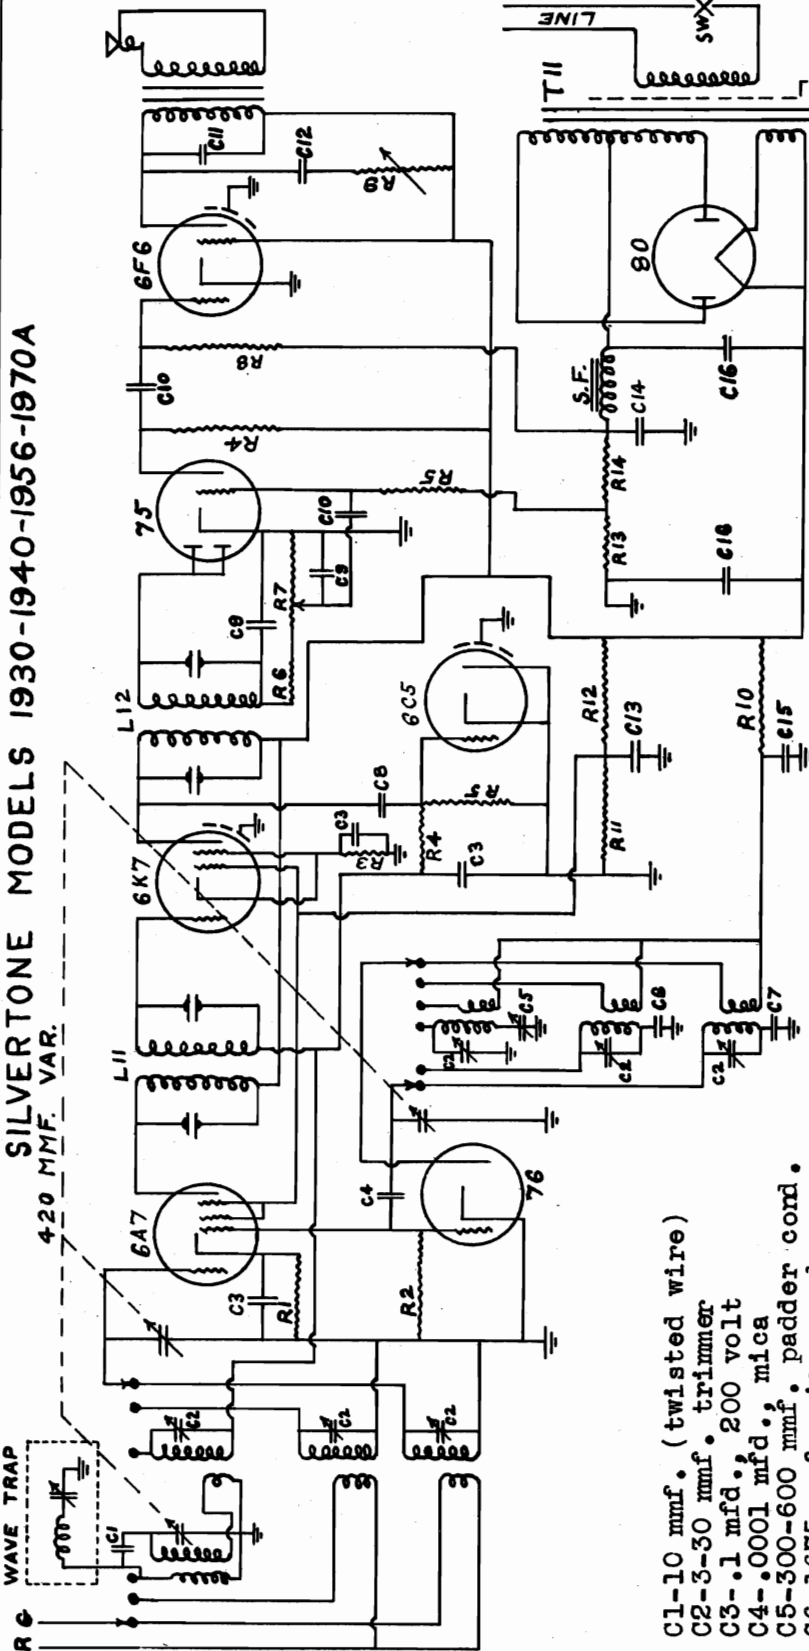 SILVERTONE MODELS 1930-1940-1956-1970A
420 MMF. VAR.
WAVE TRAP
R G
C1
C2
C2
C2
6A7
C3
R1
R2
L11
6K7
C3
R3
L12
C9
R6
R7
C9
C10
75
R4
C10
R5
R8
6F6
C11
C12
R9
76
C4
C2
C5
C2
C6
C2
C7
R4
C3
C8
R5
6C5
R11
R12
C13
R10
C15
R13
R14
C16
S.F.
C14
C16
80
T11
LINE
SW
C1-10 mmf. (twisted wire)
C2-3-30 mmf. trimmer
C3-.1 mfd., 200 volt
C4-.0001 mfd., mica
C5-300-600 mmf. padder cond.